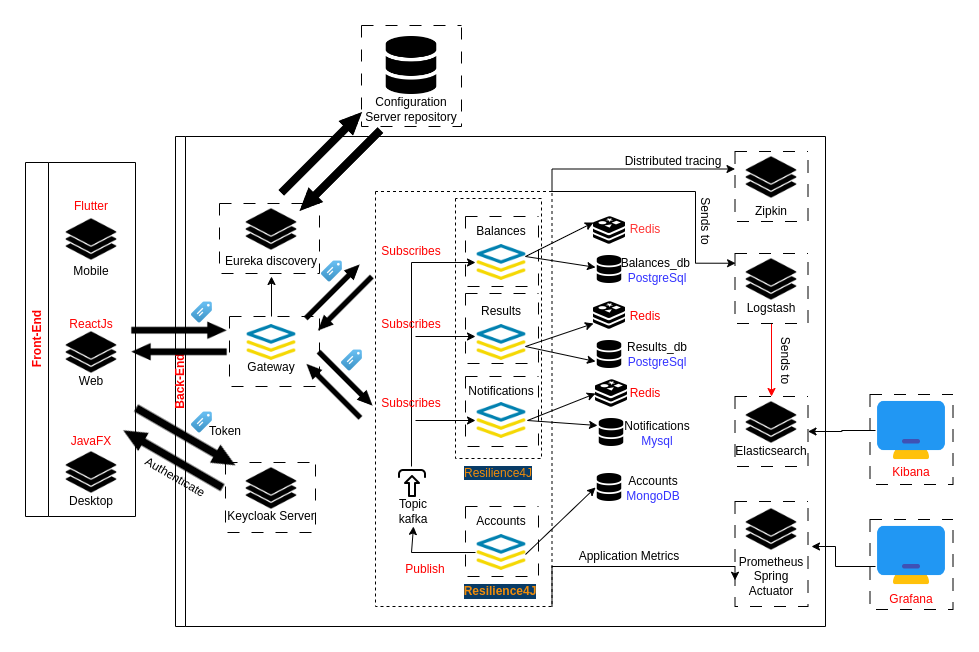 Configuration
Server repository
Front-End
Flutter
Mobile
ReactJs
Web
JavaFX
Desktop
Back-End
Token
Authenticate
Eureka discovery
Gateway
Keycloak Server
Subscribes
Subscribes
Subscribes
Topic
kafka
Publish
Balances
Results
Notifications
Resilience4J
Accounts
Resilience4J
Redis
Balances_db
PostgreSql
Redis
Results_db
PostgreSql
Redis
Notifications
Mysql
Accounts
MongoDB
Distributed tracing
Sends to
Application Metrics
Zipkin
Logstash
Sends to
Elasticsearch
Prometheus
Spring
Actuator
Kibana
Grafana